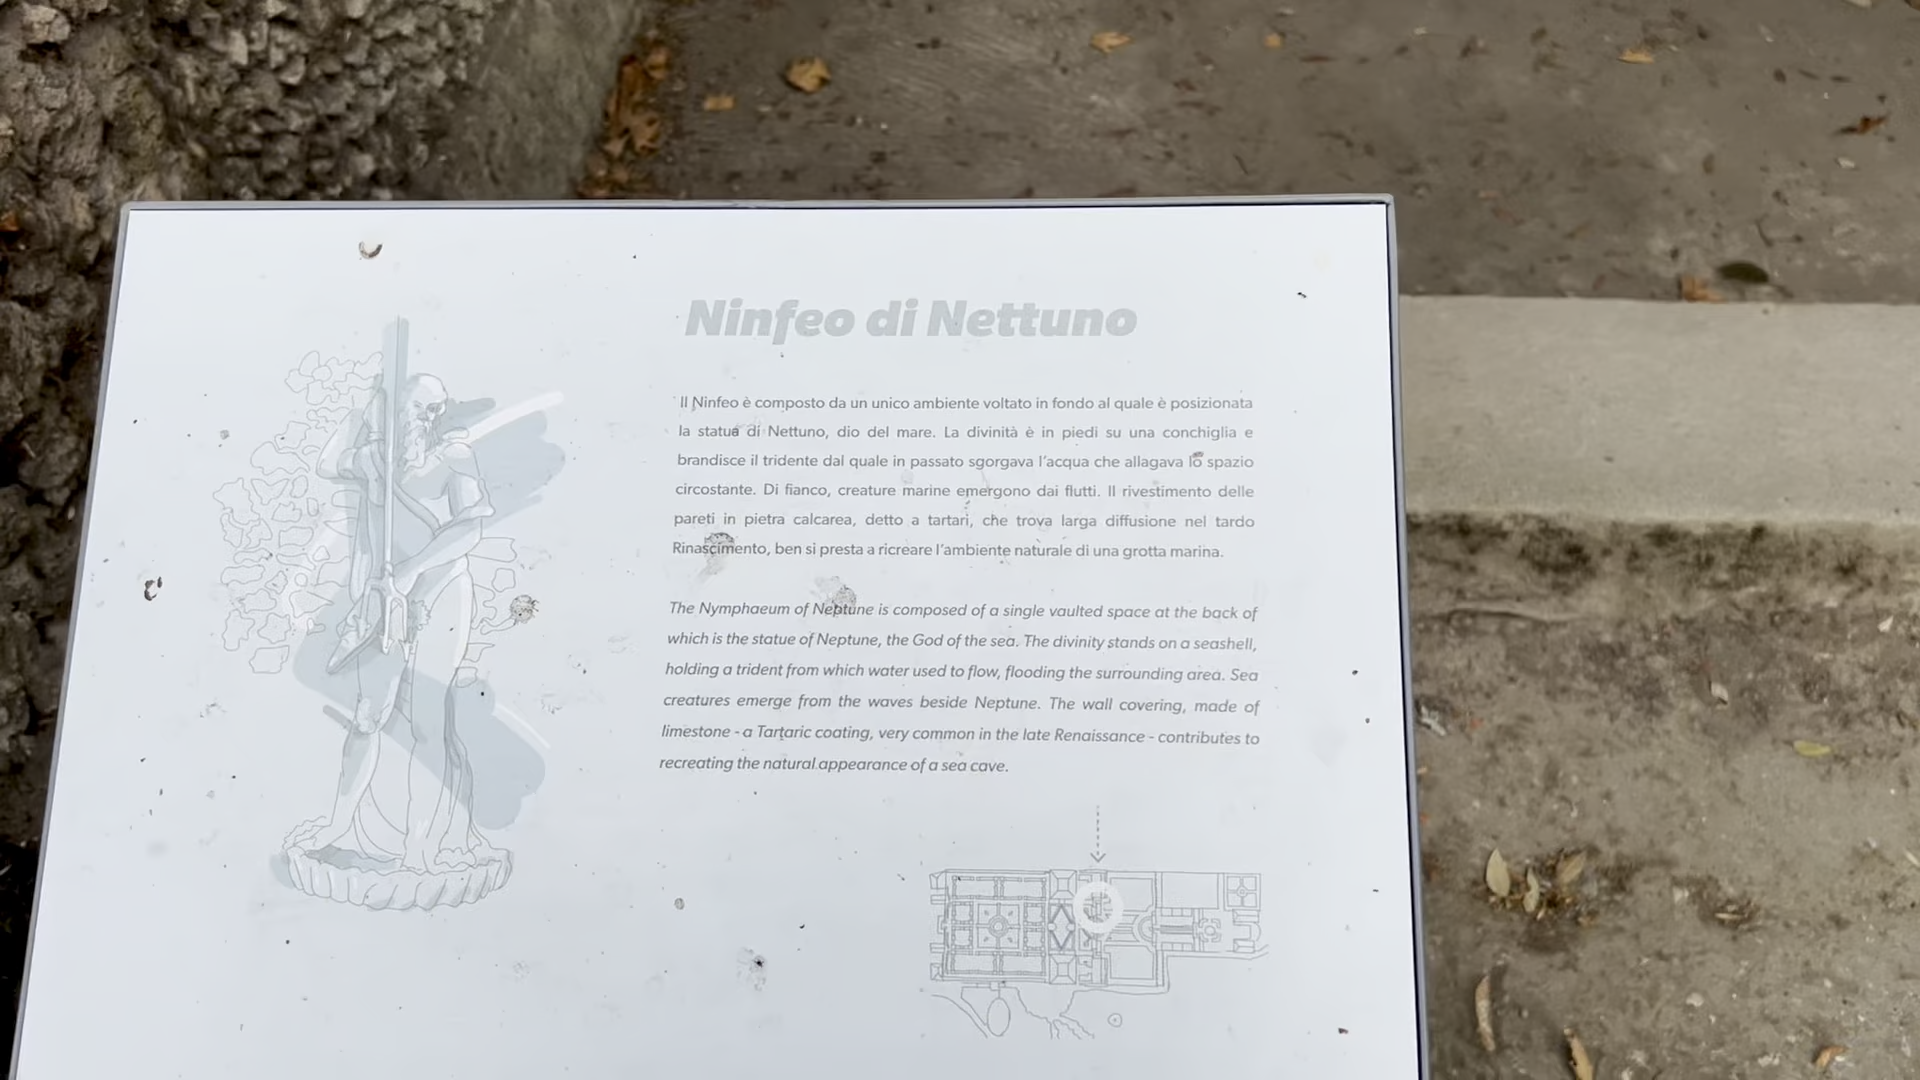 Ninfeo di Nettuno
Il Ninfeo è composto da un unico ambiente voltato in fondo al quale è posizionata
la statua di Nettuno, dio del mare. La divinità è in piedi su una conchiglia e
brandisce il tridente dal quale in passato sgorgava l'acqua che allagava lo spazio
circostante. Di fianco, creature marine emergono dai flutti. Il rivestimento delle
pareti in pietra calcarea, detto a tartari, che trova larga diffusione nel tardo
Rinascimento, ben si presta a ricreare l'ambiente naturale di una grotta marina.
The Nymphaeum of Neptune is composed of a single vaulted space at the back of
which is the statue of Neptune, the God of the sea. The divinity stands on a seashell,
holding a trident from which water used to flow, flooding the surrounding area. Sea
creatures emerge from the waves beside Neptune. The wall covering, made of
limestone - a Tartaric coating, very common in the late Renaissance - contributes to
recreating the natural appearance of a sea cave.